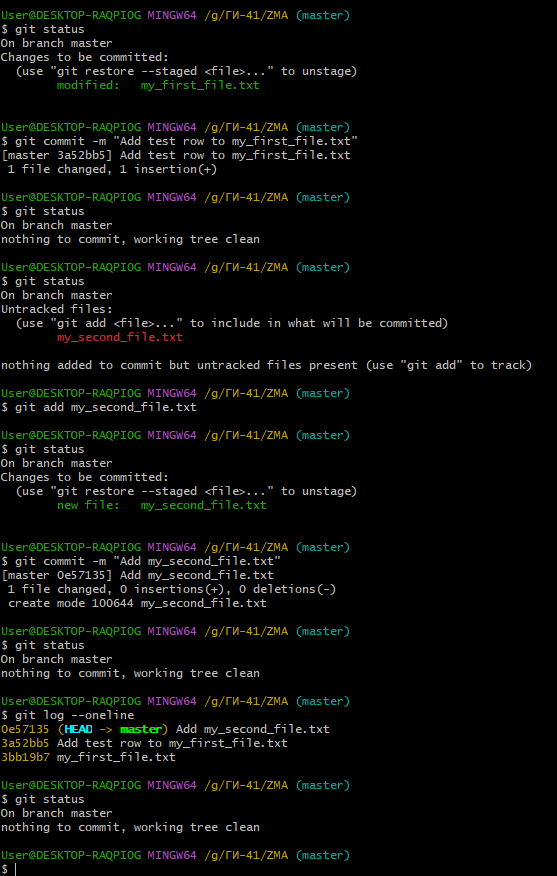 User@DESKTOP-RAQPIOG MINGW64 /g/ГИ-41/ZMA (master)
$ git status
On branch master
Changes to be committed:
  (use "git restore --staged <file>..." to unstage)
        modified:   my_first_file.txt

User@DESKTOP-RAQPIOG MINGW64 /g/ГИ-41/ZMA (master)
$ git commit -m "Add test row to my_first_file.txt"
[master 3a52bb5] Add test row to my_first_file.txt
 1 file changed, 1 insertion(+)

User@DESKTOP-RAQPIOG MINGW64 /g/ГИ-41/ZMA (master)
$ git status
On branch master
nothing to commit, working tree clean

User@DESKTOP-RAQPIOG MINGW64 /g/ГИ-41/ZMA (master)
$ git status
On branch master
Untracked files:
  (use "git add <file>..." to include in what will be committed)
        my_second_file.txt

nothing added to commit but untracked files present (use "git add" to track)

User@DESKTOP-RAQPIOG MINGW64 /g/ГИ-41/ZMA (master)
$ git add my_second_file.txt

User@DESKTOP-RAQPIOG MINGW64 /g/ГИ-41/ZMA (master)
$ git status
On branch master
Changes to be committed:
  (use "git restore --staged <file>..." to unstage)
        new file:   my_second_file.txt

User@DESKTOP-RAQPIOG MINGW64 /g/ГИ-41/ZMA (master)
$ git commit -m "Add my_second_file.txt"
[master 0e57135] Add my_second_file.txt
 1 file changed, 0 insertions(+), 0 deletions(-)
 create mode 100644 my_second_file.txt

User@DESKTOP-RAQPIOG MINGW64 /g/ГИ-41/ZMA (master)
$ git status
On branch master
nothing to commit, working tree clean

User@DESKTOP-RAQPIOG MINGW64 /g/ГИ-41/ZMA (master)
$ git log --oneline
0e57135 (HEAD -> master) Add my_second_file.txt
3a52bb5 Add test row to my_first_file.txt
3bb19b7 my_first_file.txt

User@DESKTOP-RAQPIOG MINGW64 /g/ГИ-41/ZMA (master)
$ git status
On branch master
nothing to commit, working tree clean

User@DESKTOP-RAQPIOG MINGW64 /g/ГИ-41/ZMA (master)
$